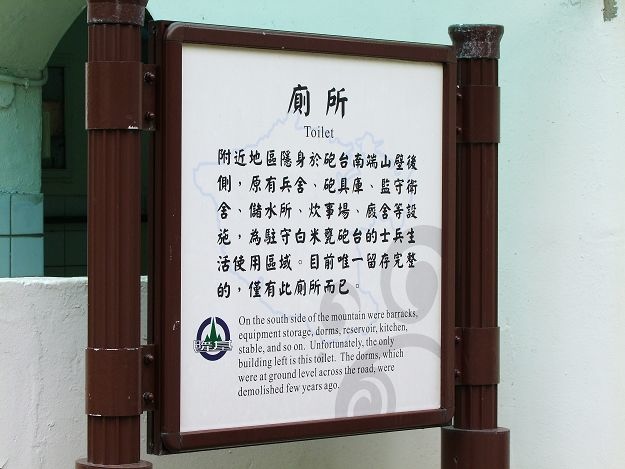 廁所
Toilet
附近地區隱身於砲台南端山壁後
側，原有兵舍、砲具庫、監守衛
舍、儲水所、炊事場、廄舍等設
施，為駐守白米甕砲台的士兵生
活使用區域。目前唯一留存完整
的，僅有此廁所而已。
On the south side of the mountain were barracks,
equipment storage, dorms, reservoir, kitchen,
stable, and so on. Unfortunately, the only
building left is this toilet. The dorms, which
were at ground level across the road, were
demolished few years ago.